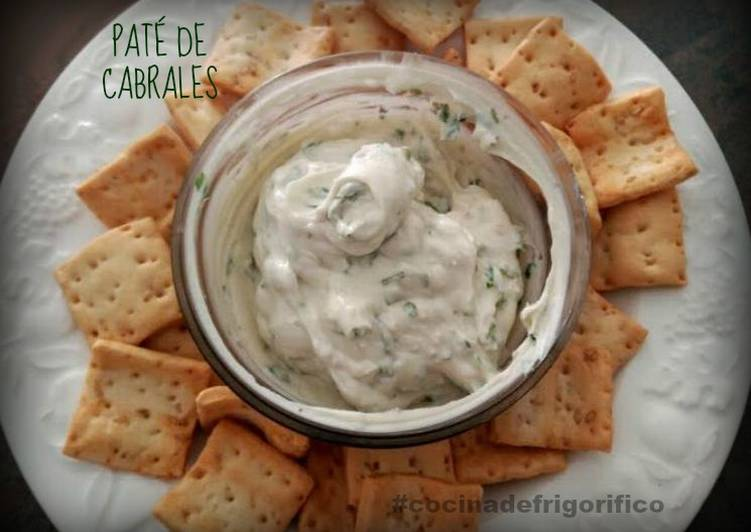 PATÉ DE
CABRALES
#cocinadefrigorifico